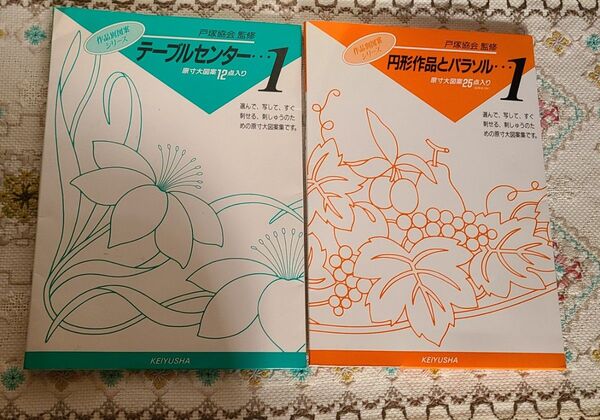 戸塚協会 監修
作品別図案
シリーズ
テーブルセンター…1
原寸大図案12点入り
選んで、写して、すぐ
刺せる、刺しゅうのた
めの原寸大図案集です。
KEIYUSHA
戸塚協会 監修
作品別図案
シリーズ
円形作品とパラソル…1
原寸大図案25点入り
選んで、写して、すぐ
刺せる、刺しゅうのた
めの原寸大図案集です。
KEIYUSHA